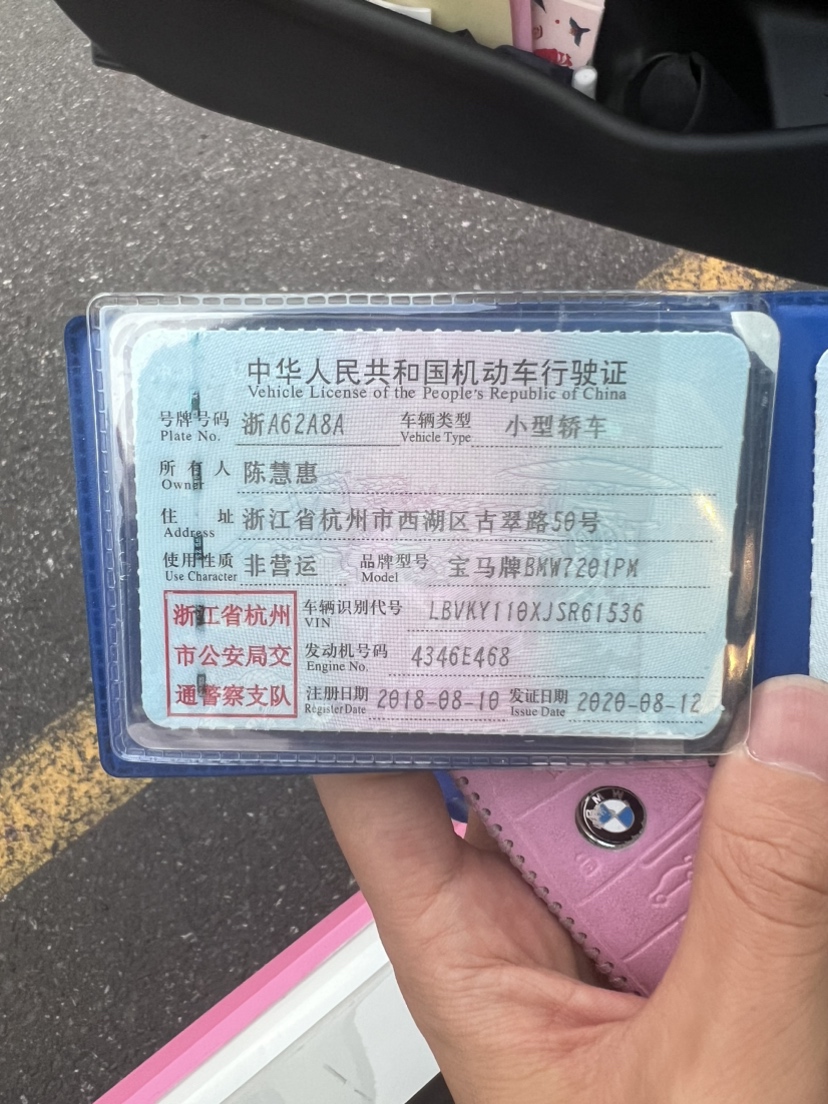 中华人民共和国机动车行驶证
Vehicle License of the People's Republic of China
号牌号码 浙A62A8A 车辆类型 小型轿车
Plate No. Vehicle Type
所有人 陈慧惠
Owner
住址 浙江省杭州市西湖区古翠路50号
Address
使用性质 非营运 品牌型号 宝马牌BMW7201PM
Use Character Model
浙江省杭州
市公安局交
通警察支队
车辆识别代号 LBVKY110XJSR61536
VIN
发动机号码 4346E468
Engine No.
注册日期 2018-08-10 发证日期 2020-08-12
Register Date Issue Date
BMW